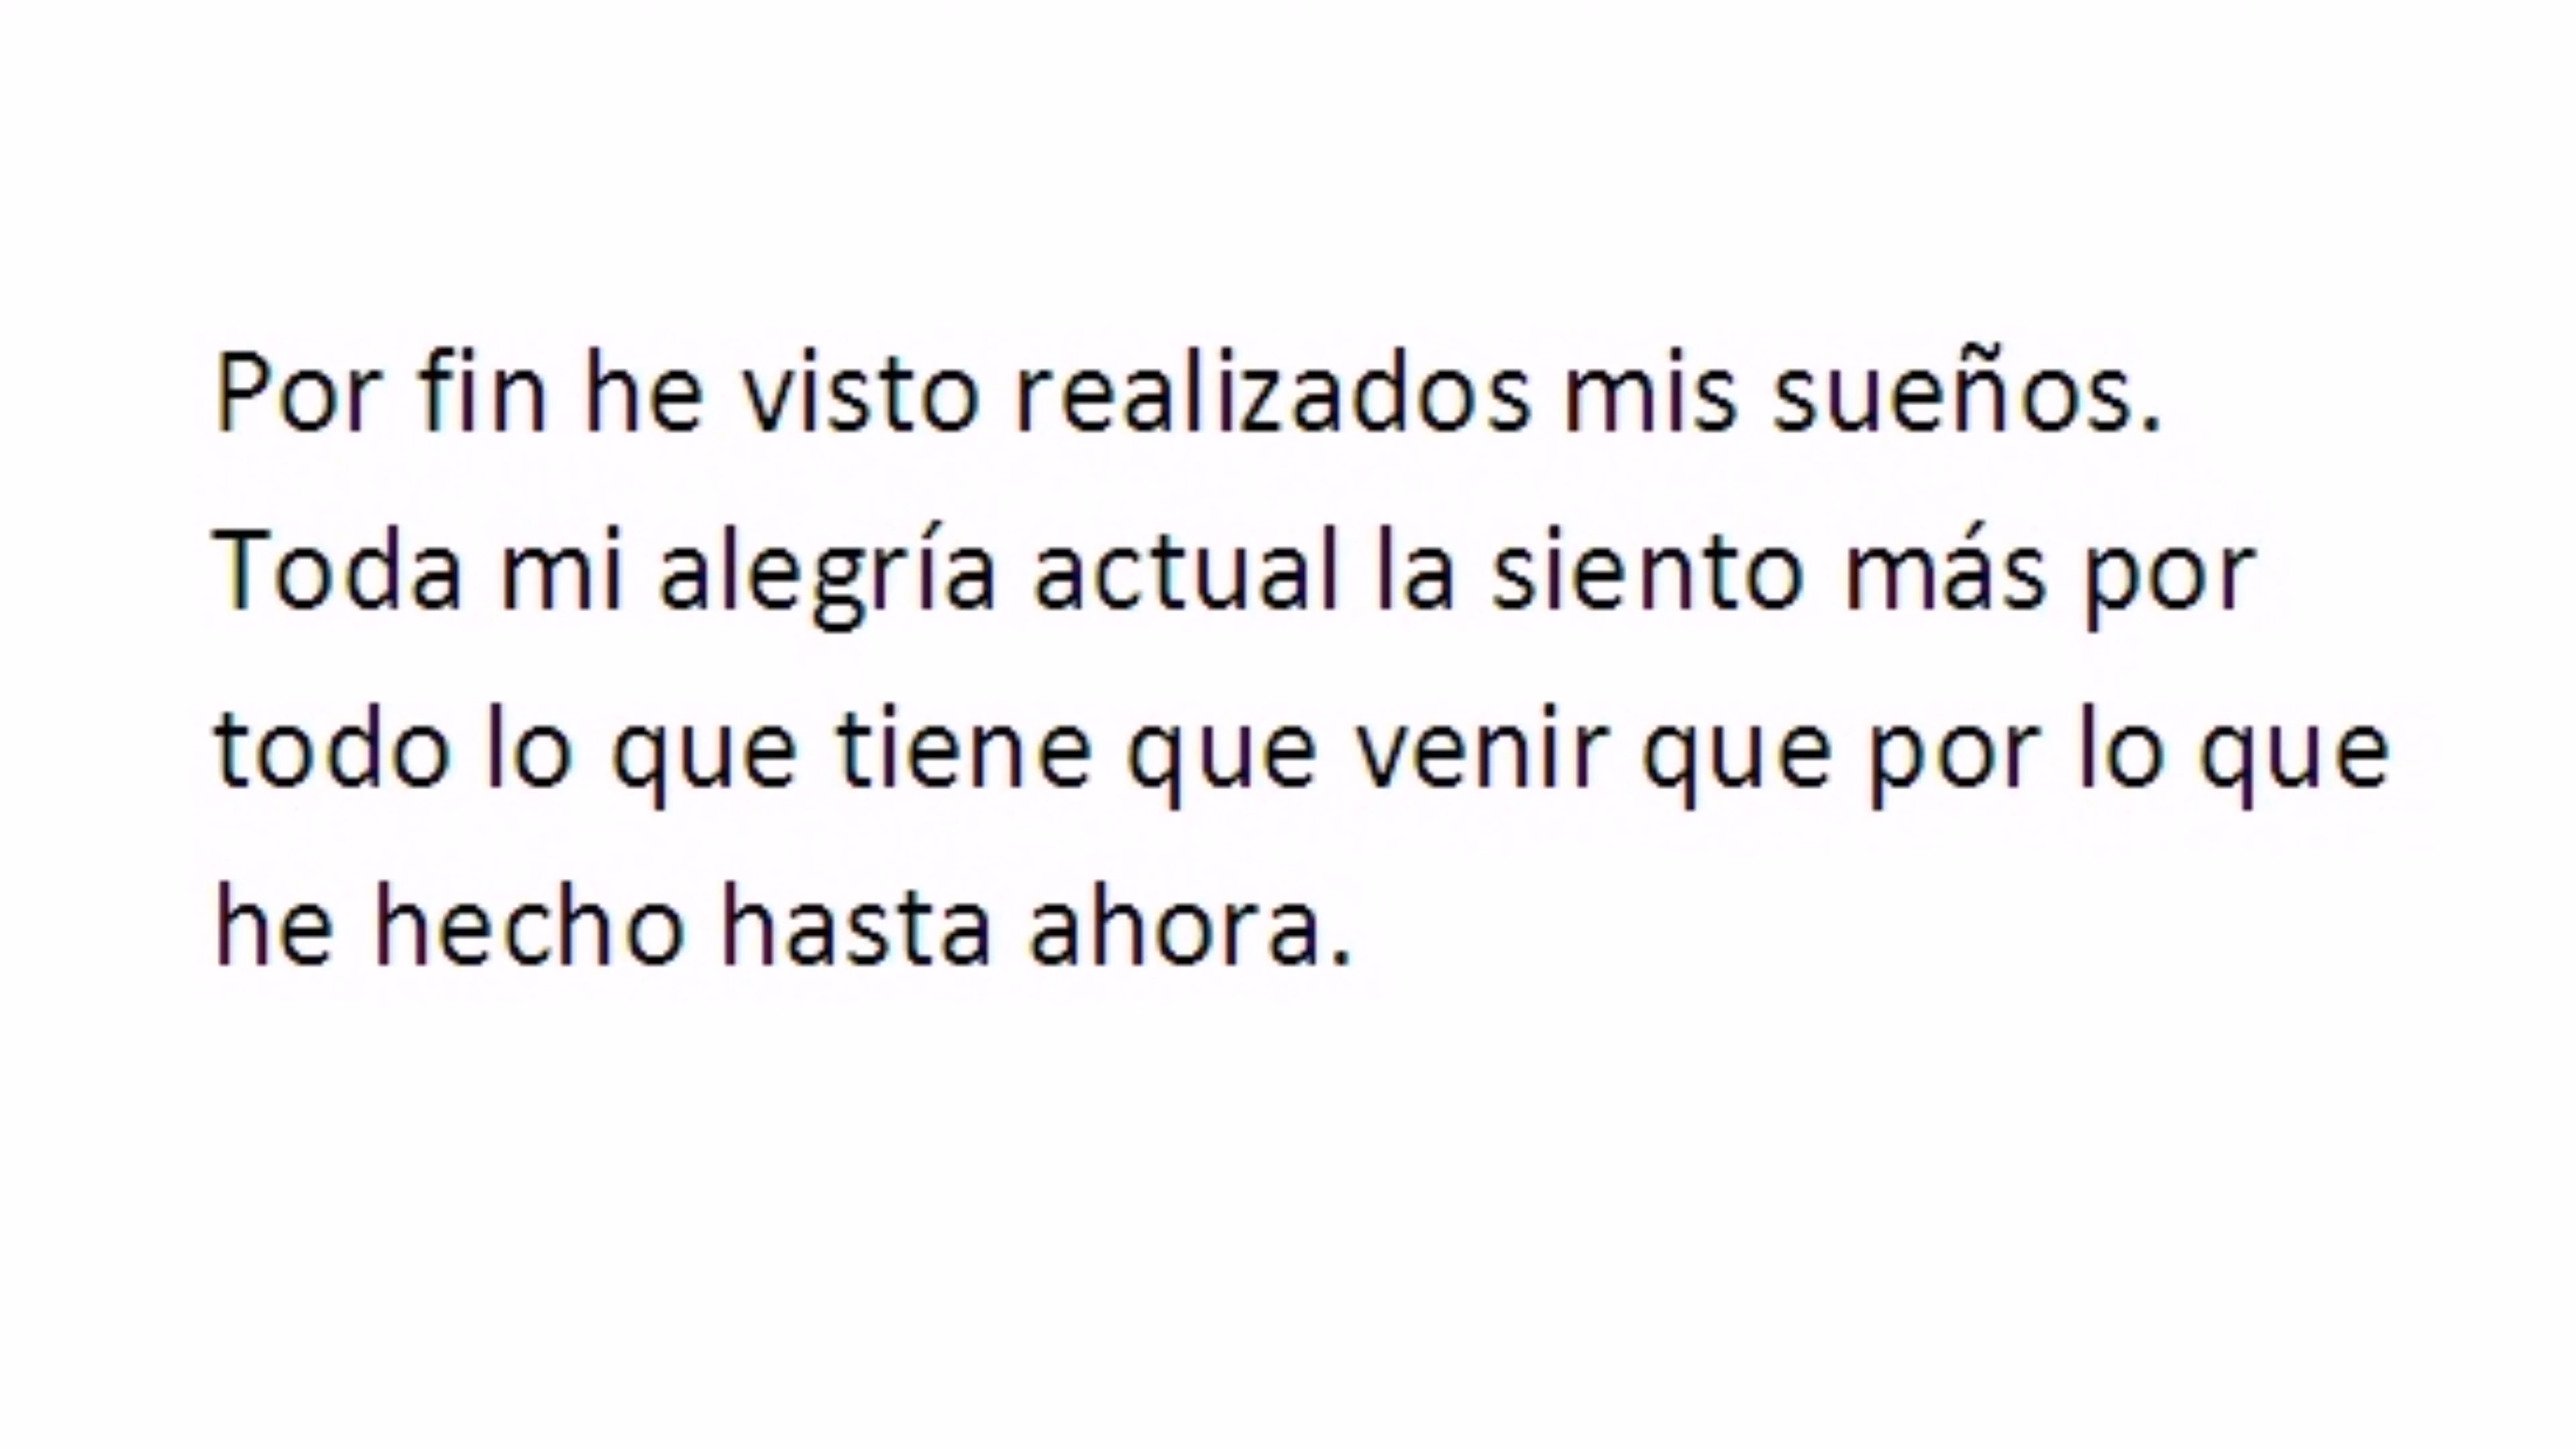 Por fin he visto realizados mis sueños.
Toda mi alegría actual la siento más por
todo lo que tiene que venir que por lo que
he hecho hasta ahora.